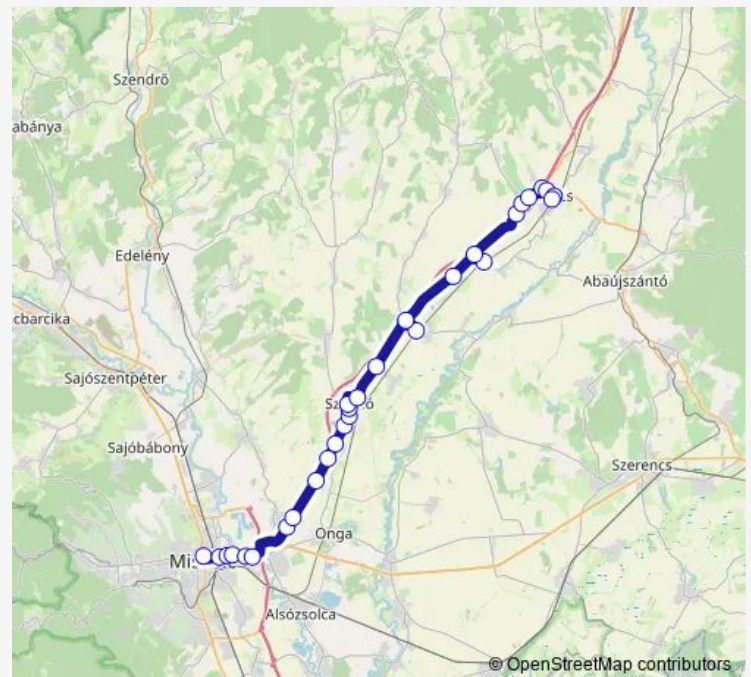 Szendrő
abánya
Edelény
Abaújszántó
cbarcika
Sajószentpéter
Sajóbábony
Szerencs
Onga
Alsózsolca
© OpenStreetMap contributors